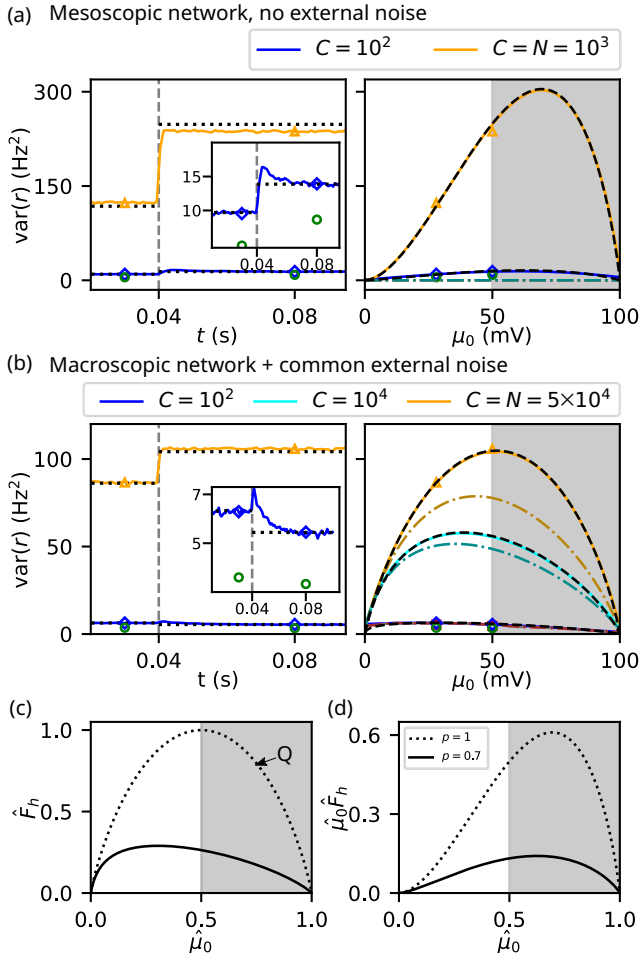 (a) Mesoscopic network, no external noise
C = 10² C = N = 10³
var(r) (Hz²)
300
150
0
15
10
0.04 0.08
0.04 0.08
t (s)
0 50 100
μ₀ (mV)
(b) Macroscopic network + common external noise
C = 10² C = 10⁴ C = N = 5×10⁴
var(r) (Hz²)
100
50
0
7
5
0.04 0.08
0.04 0.08
t (s)
0 50 100
μ₀ (mV)
(c)
F̂ₕ
1.0
0.5
0.0
Q
0.0 0.5 1.0
μ̂₀
(d)
μ̂₀F̂ₕ
0.6
0.3
0.0
p = 1
p = 0.7
0.0 0.5 1.0
μ̂₀